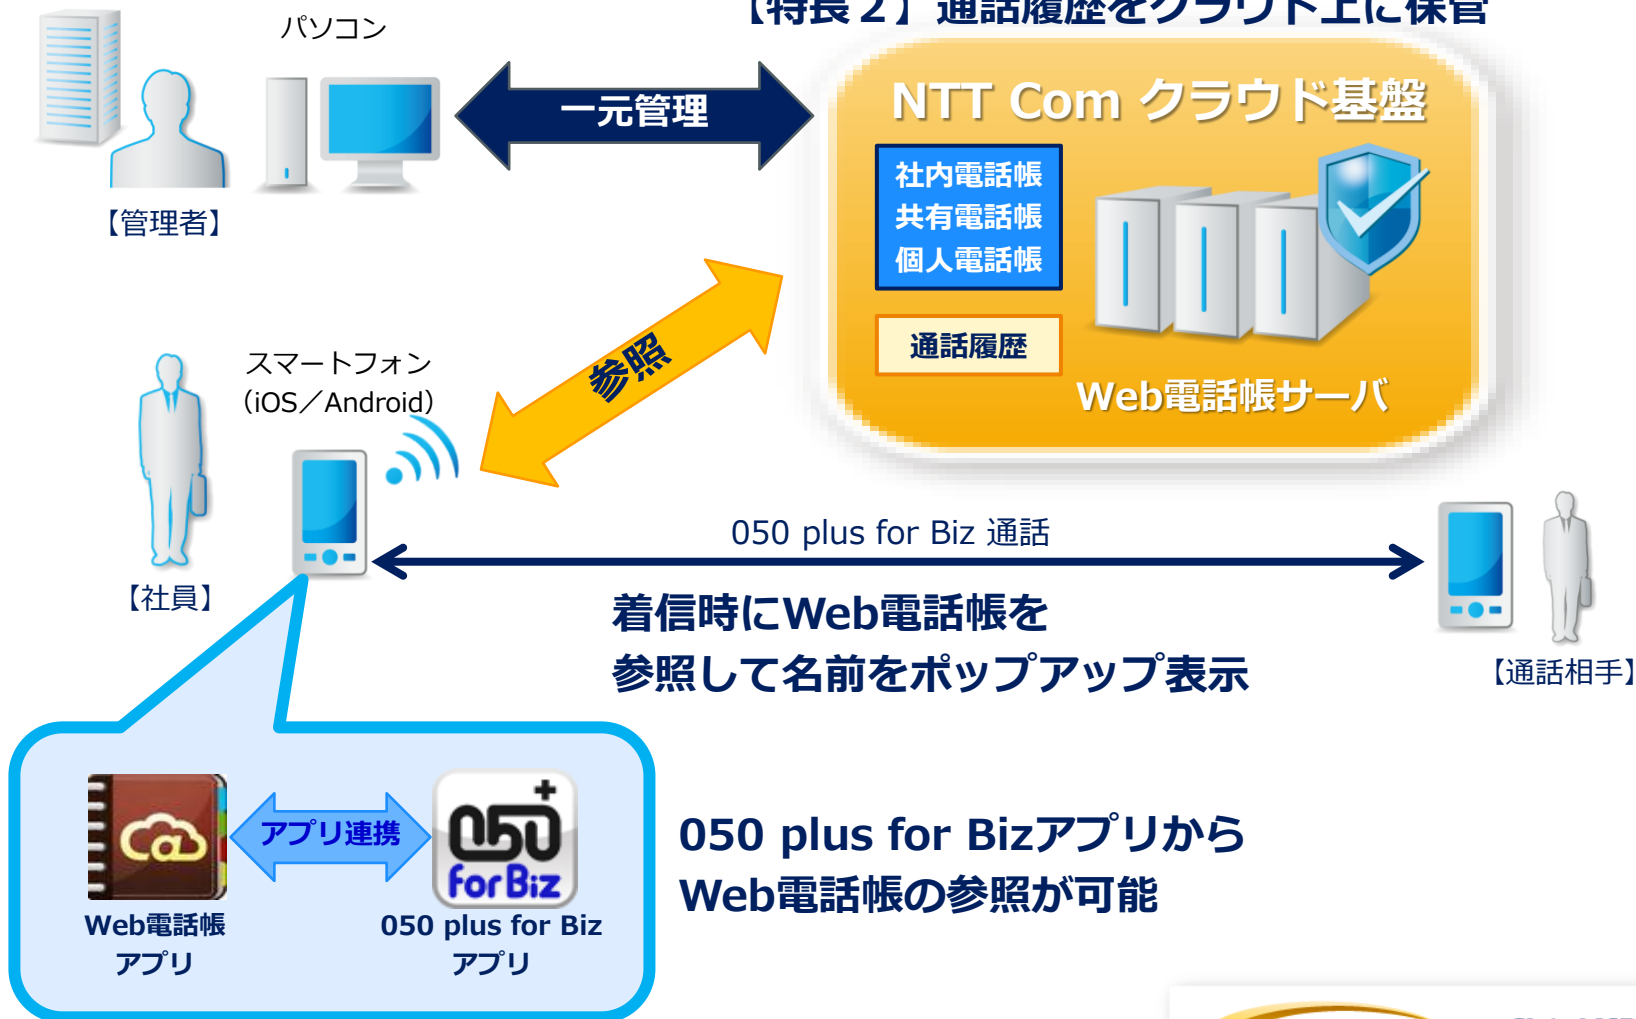 【特長２】通話履歴をクラウド上に保管
パソコン
一元管理
NTT Com クラウド基盤
社内電話帳
共有電話帳
個人電話帳
【管理者】
通話履歴
Web電話帳サーバ
参照
スマートフォン
（iOS／Android）
【社員】
050 plus for Biz 通話
着信時にWeb電話帳を
参照して名前をポップアップ表示
【通話相手】
アプリ連携
050+
for Biz
Web電話帳
アプリ
050 plus for Biz
アプリ
050 plus for Bizアプリから
Web電話帳の参照が可能